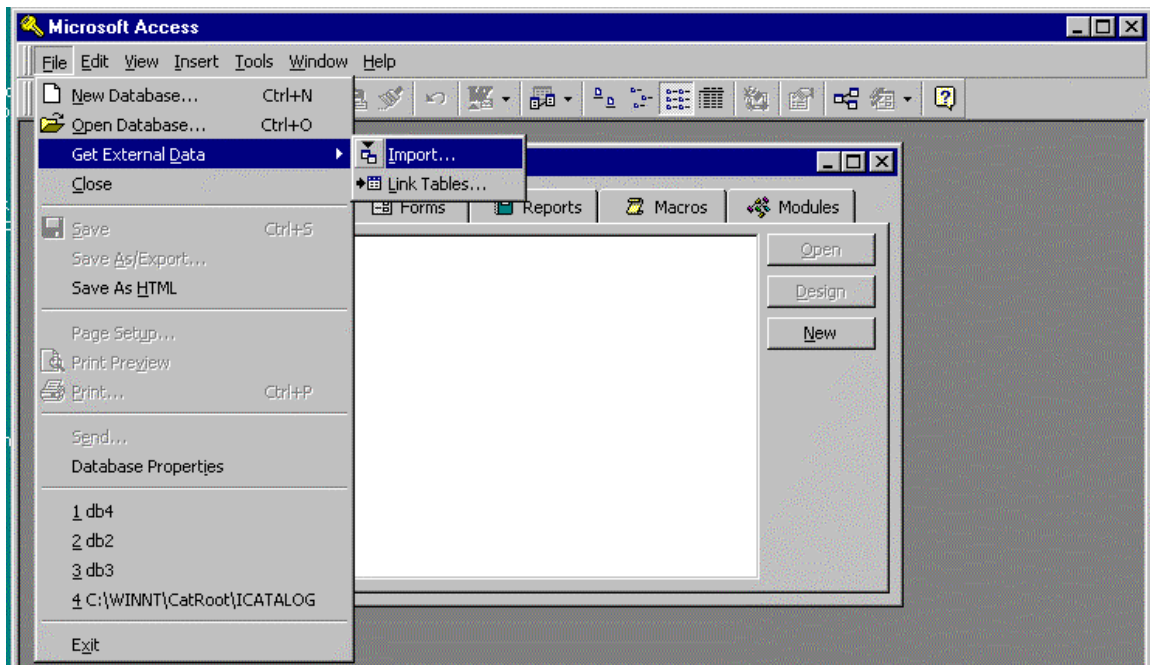 Microsoft Access
File Edit View Insert Tools Window Help
New Database... Ctrl+N
Open Database... Ctrl+O
Get External Data
Import...
Close
Link Tables...
Forms Reports Macros Modules
Save Ctrl+S
Save As/Export...
Open
Save As HTML
Design
Page Setup...
New
Print Preview
Print... Ctrl+P
Send...
Database Properties
1 db4
2 db2
3 db3
4 C:\WINNT\CatRoot\ICATALOG
Exit